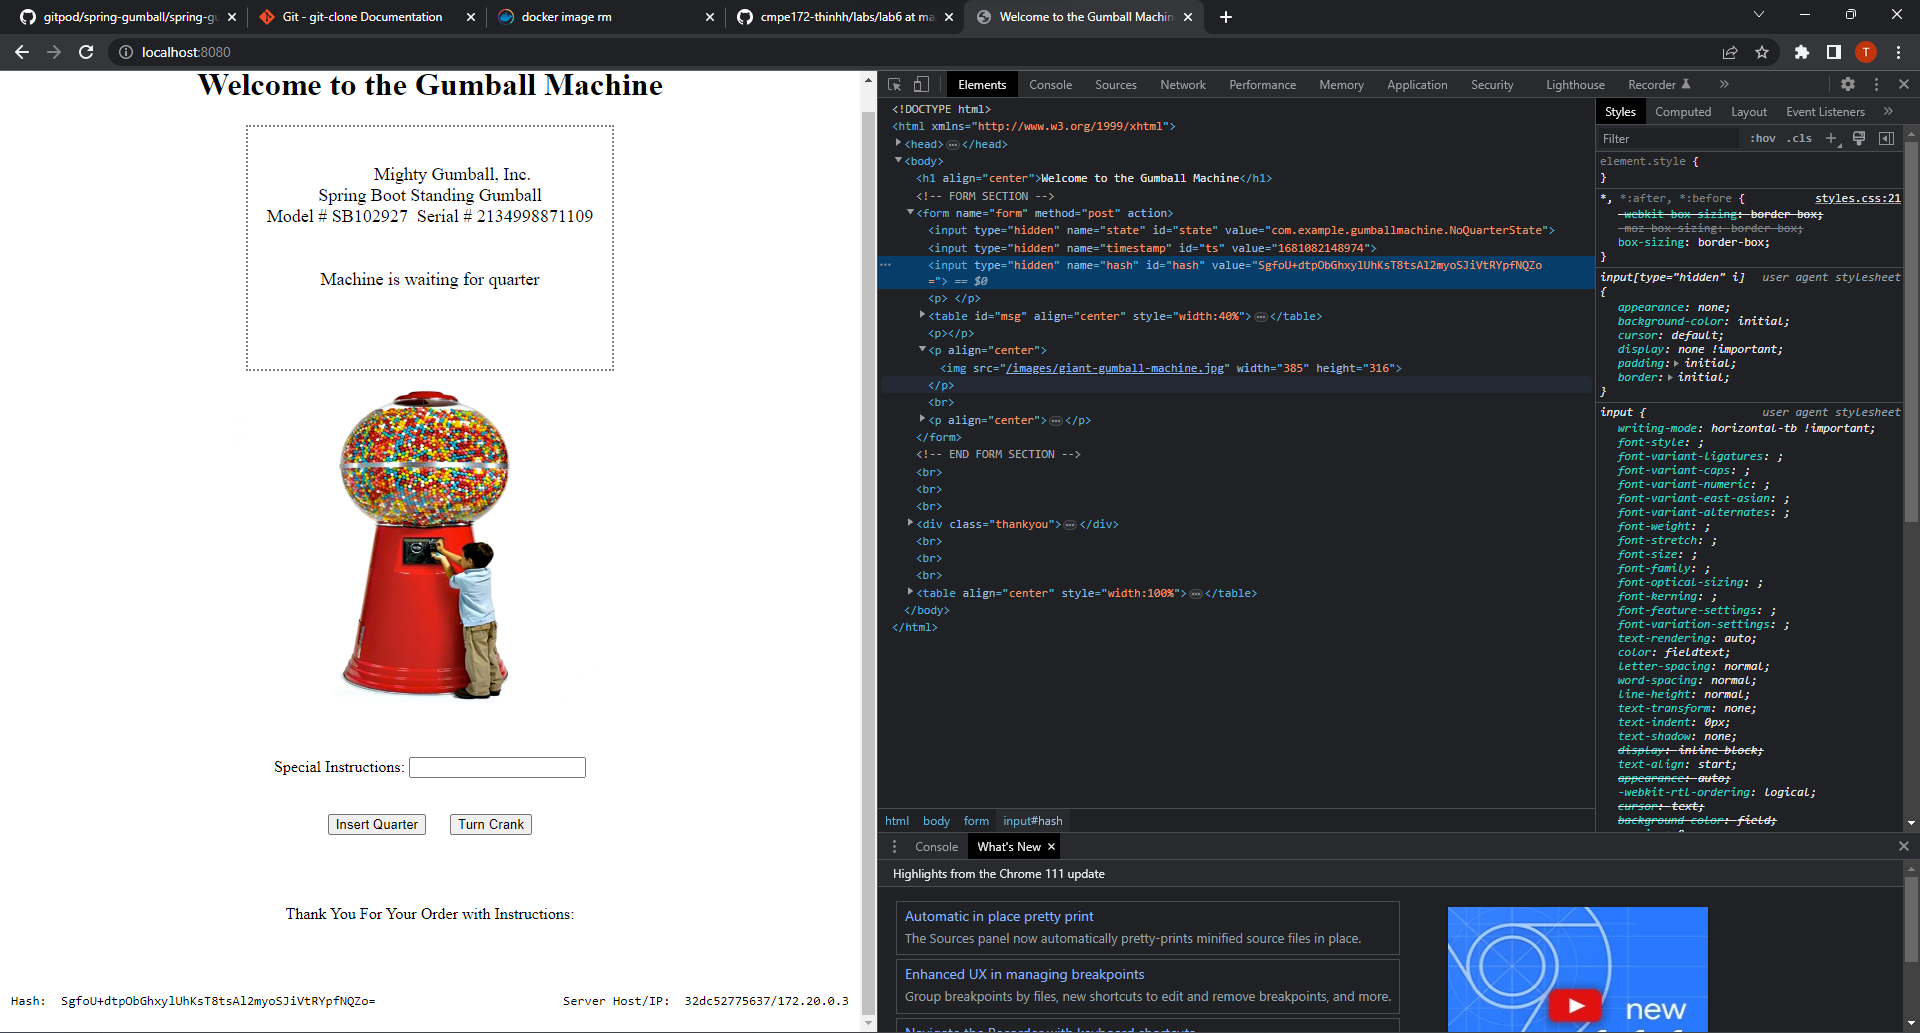 gitpod/spring-gumball/spring-gu
Git - git-clone Documentation
docker image rm
cmpe172-thinhh/labs/lab6 at ma
Welcome to the Gumball Machin
localhost:8080
T
Welcome to the Gumball Machine
Mighty Gumball, Inc.
Spring Boot Standing Gumball
Model # SB102927 Serial # 2134998871109
Machine is waiting for quarter
Special Instructions:
Insert Quarter
Turn Crank
Thank You For Your Order with Instructions:
Hash: SgfoU+dtpObGhxylUhKsT8tsAl2myoSJiVtRYpfNQZo=
Server Host/IP: 32dc52775637/172.20.0.3
Elements Console Sources Network Performance Memory Application Security Lighthouse Recorder
<!DOCTYPE html>
<html xmlns="http://www.w3.org/1999/xhtml">
<head>…</head>
<body>
<h1 align="center">Welcome to the Gumball Machine</h1>
<!-- FORM SECTION -->
<form name="form" method="post" action>
<input type="hidden" name="state" id="state" value="com.example.gumballmachine.NoQuarterState">
<input type="hidden" name="timestamp" id="ts" value="1681082148974">
<input type="hidden" name="hash" id="hash" value="SgfoU+dtpObGhxylUhKsT8tsAl2myoSJiVtRYpfNQZo
="> == $0
<p> </p>
<table id="msg" align="center" style="width:40%">…</table>
<p></p>
<p align="center">
<img src="/images/giant-gumball-machine.jpg" width="385" height="316">
</p>
<br>
<p align="center">…</p>
</form>
<!-- END FORM SECTION -->
<br>
<br>
<br>
<div class="thankyou">…</div>
<br>
<br>
<br>
<table align="center" style="width:100%">…</table>
</body>
</html>
html body form input#hash
Styles Computed Layout Event Listeners
Filter
:hov .cls
element.style {
}
*, *:after, *:before {
styles.css:21
-webkit-box-sizing: border-box;
-moz-box-sizing: border-box;
box-sizing: border-box;
}
input[type="hidden" i]
user agent stylesheet
{
appearance: none;
background-color: initial;
cursor: default;
display: none !important;
padding: initial;
border: initial;
}
input {
user agent stylesheet
writing-mode: horizontal-tb !important;
font-style: ;
font-variant-ligatures: ;
font-variant-caps: ;
font-variant-numeric: ;
font-variant-east-asian: ;
font-variant-alternates: ;
font-weight: ;
font-stretch: ;
font-size: ;
font-family: ;
font-optical-sizing: ;
font-kerning: ;
font-feature-settings: ;
font-variation-settings: ;
text-rendering: auto;
color: fieldtext;
letter-spacing: normal;
word-spacing: normal;
line-height: normal;
text-transform: none;
text-indent: 0px;
text-shadow: none;
display: inline-block;
text-align: start;
appearance: auto;
-webkit-rtl-ordering: logical;
cursor: text;
background-color: field;
Console What's New
Highlights from the Chrome 111 update
Automatic in place pretty print
The Sources panel now automatically pretty-prints minified source files in place.
Enhanced UX in managing breakpoints
Group breakpoints by files, new shortcuts to edit and remove breakpoints, and more.
Navigate the Recorder with keyboard shortcuts
new